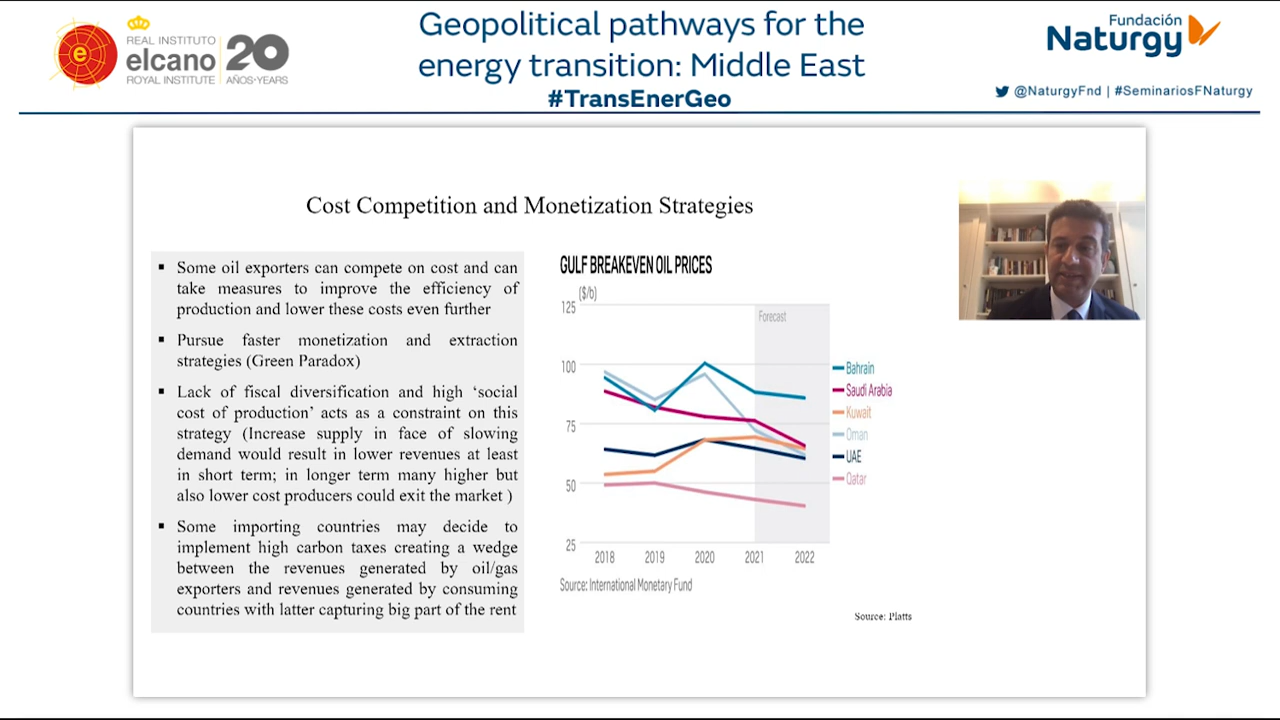 REAL INSTITUTO
elcano
ROYAL INSTITUTE
20
AÑOS·YEARS
Geopolitical pathways for the
energy transition: Middle East
#TransEnerGeo
Fundación
Naturgy
@NaturgyFnd | #SeminariosFNaturgy
Cost Competition and Monetization Strategies
▪ Some oil exporters can compete on cost and can
take measures to improve the efficiency of
production and lower these costs even further
▪ Pursue faster monetization and extraction
strategies (Green Paradox)
▪ Lack of fiscal diversification and high ‘social
cost of production’ acts as a constraint on this
strategy (Increase supply in face of slowing
demand would result in lower revenues at least
in short term; in longer term many higher but
also lower cost producers could exit the market )
▪ Some importing countries may decide to
implement high carbon taxes creating a wedge
between the revenues generated by oil/gas
exporters and revenues generated by consuming
countries with latter capturing big part of the rent
GULF BREAKEVEN OIL PRICES
($/b)
125
Forecast
100
75
50
25
2018 2019 2020 2021 2022
Bahrain
Saudi Arabia
Kuwait
Oman
UAE
Qatar
Source: International Monetary Fund
Source: Platts